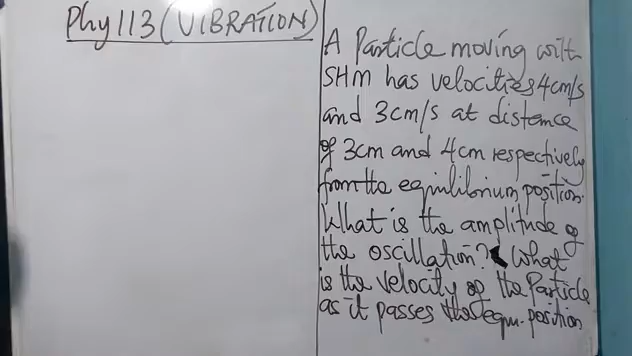 Phy 113 (VIBRATION)
A Particle moving with
SHM has velocities 4cm/s
and 3cm/s at distance
of 3cm and 4cm respectively
from the equilibrium position.
What is the amplitude of
the oscillation? What
is the velocity of the Particle
as it passes the equ. position